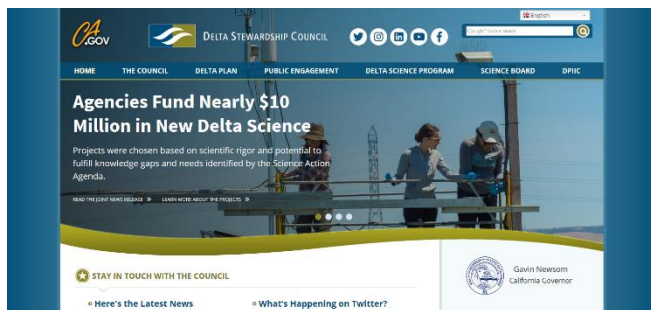 English
CA
.GOV
DELTA STEWARDSHIP COUNCIL
HOME THE COUNCIL DELTA PLAN PUBLIC ENGAGEMENT DELTA SCIENCE PROGRAM SCIENCE BOARD DPIIC
Agencies Fund Nearly $10
Million in New Delta
Science
Projects were chosen based on scientific rigor and potential to
fulfill knowledge gaps and needs identified by the Science Action
Agenda.
READ THE JOINT NEWS RELEASE » LEARN MORE ABOUT THE PROJECTS »
STAY IN TOUCH WITH THE COUNCIL
Here's the Latest News
What's Happening on Twitter?
Gavin Newsom
California Governor